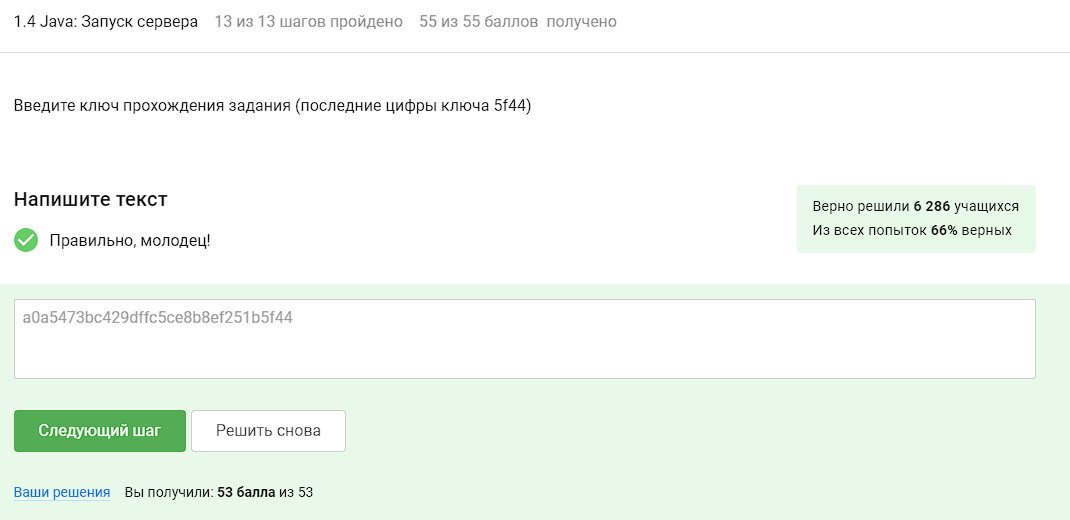 1.4 Java: Запуск сервера 13 из 13 шагов пройдено 55 из 55 баллов получено
Введите ключ прохождения задания (последние цифры ключа 5f44)
Напишите текст
Правильно, молодец!
Верно решили 6 286 учащихся
Из всех попыток 66% верных
a0a5473bc429dffc5ce8b8ef251b5f44
Следующий шаг Решить снова
Ваши решения Вы получили: 53 балла из 53